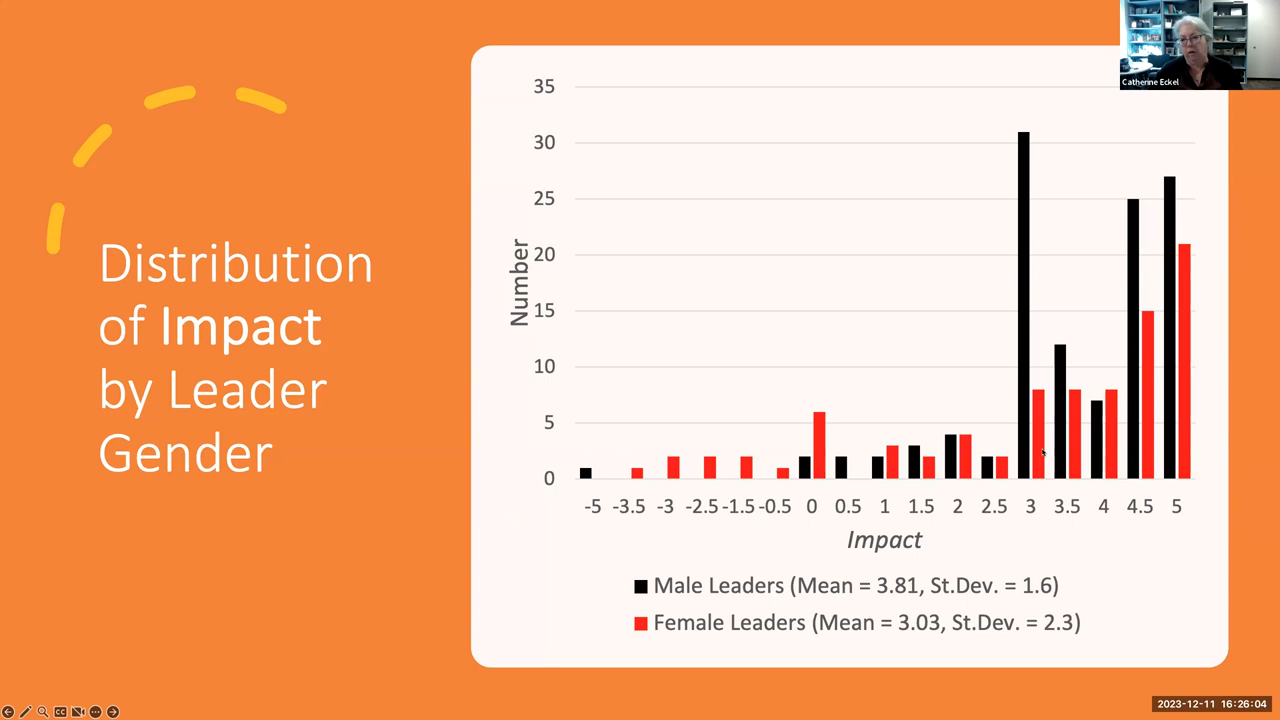 Catherine Eckel
Distribution
of Impact
by Leader
Gender
35
30
25
20
15
10
5
0
Number
-5 -3.5 -3 -2.5 -1.5 -0.5 0 0.5 1 1.5 2 2.5 3 3.5 4 4.5 5
Impact
Male Leaders (Mean = 3.81, St.Dev. = 1.6)
Female Leaders (Mean = 3.03, St.Dev. = 2.3)
CC
2023-12-11 16:26:04